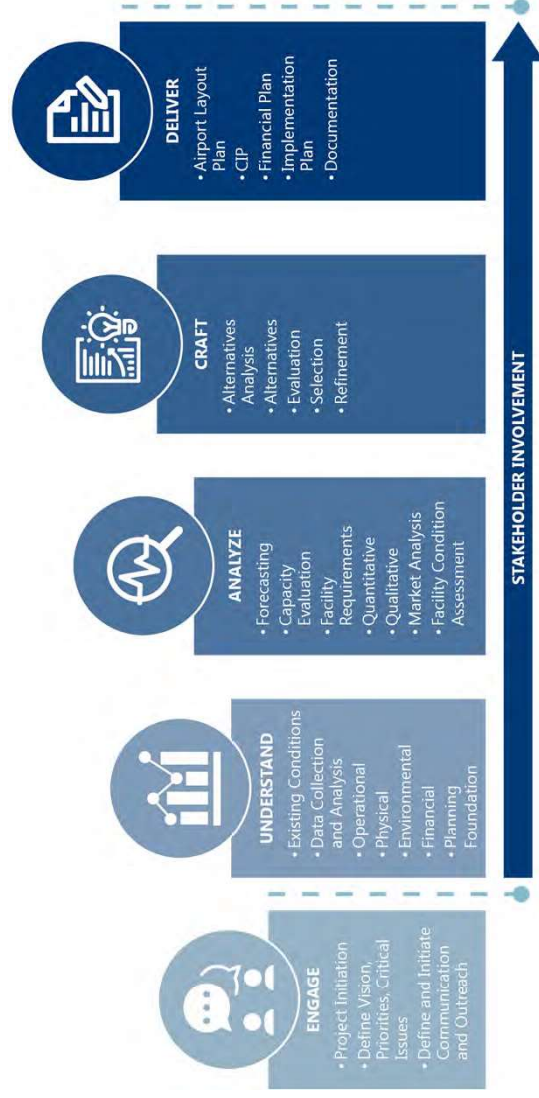 ENGAGE
• Project Initiation
• Define Vision,
Priorities, Critical
Issues
• Define and Initiate
Communication
and Outreach
UNDERSTAND
• Existing Conditions
• Data Collection
and Analysis
• Operational
• Physical
• Environmental
• Financial
• Planning
Foundation
ANALYZE
• Forecasting
• Capacity
Evaluation
• Facility
Requirements
• Quantitative
• Qualitative
• Market Analysis
• Facility Condition
Assessment
CRAFT
• Alternatives
Analysis
• Alternatives
• Evaluation
• Selection
• Refinement
DELIVER
• Airport Layout
Plan
• CIP
• Financial Plan
• Implementation
Plan
• Documentation
STAKEHOLDER INVOLVEMENT